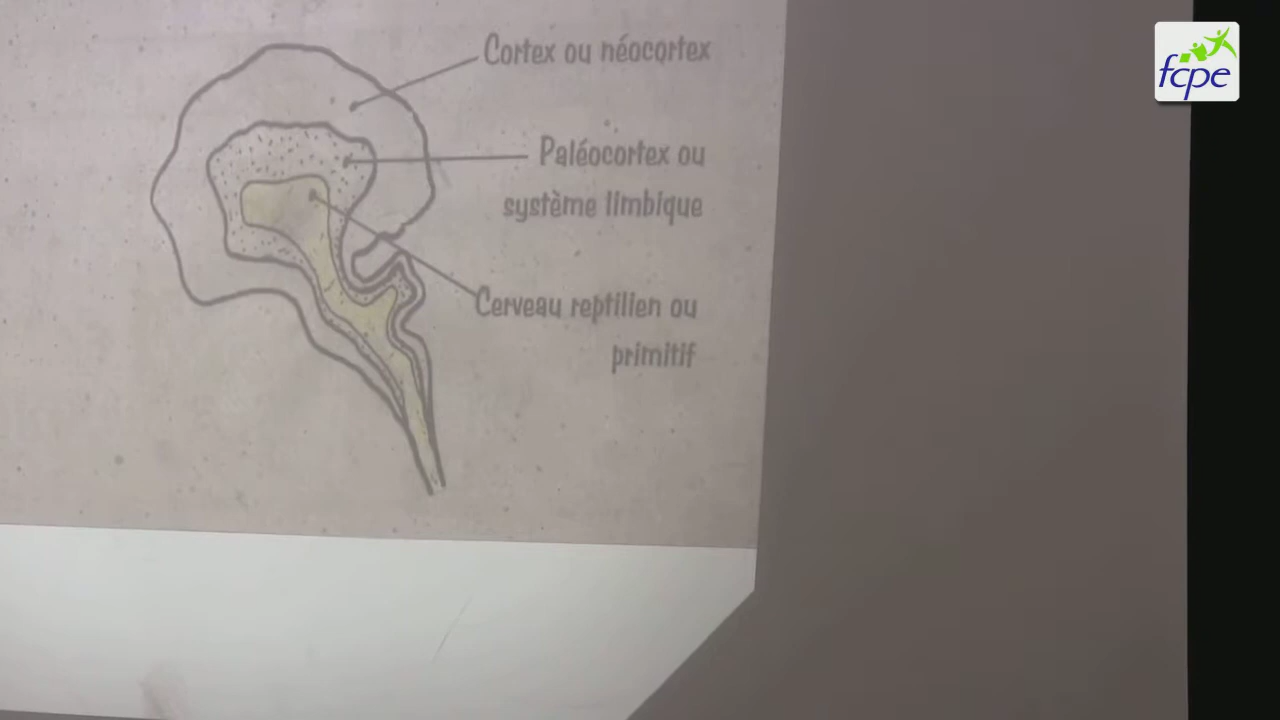 Cortex ou néocortex
Paléocortex ou
système limbique
Cerveau reptilien ou
primitif
fcpe